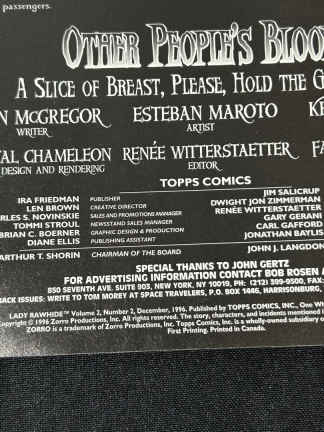 passengers.
OTHER PEOPLE'S BLOO
A SLICE OF BREAST, PLEASE, HOLD THE G
N MCGREGOR ESTEBAN MAROTO
WRITER ARTIST
AL CHAMELEON RENÉE WITTERSTAETTER FA
DESIGN AND RENDERING EDITOR
TOPPS COMICS
IRA FRIEDMAN PUBLISHER JIM SALICRUP
LEN BROWN CREATIVE DIRECTOR DWIGHT JON ZIMMERMAN
RLES S. NOVINSKIE SALES AND PROMOTIONS MANAGER RENÉE WITTERSTAETTER
TOMMI STROUL NEWSSTAND SALES MANAGER GARY GERANI
BRIAN C. BOERNER GRAPHIC DESIGN & PRODUCTION CARL GAFFORD
DIANE ELLIS PUBLISHING ASSISTANT JONATHAN BAYLIS
ARTHUR T. SHORIN CHAIRMAN OF THE BOARD JOHN J. LANGDON
SPECIAL THANKS TO JOHN GERTZ
FOR ADVERTISING INFORMATION CONTACT BOB ROSEN A
850 SEVENTH AVE. SUITE 903, NEW YORK, NY 10019, PH: (212) 399-9500, FAX:
ACK ISSUES: WRITE TO TOM MOREY AT SPACE TRAVELERS, P.O. BOX 1446, HARRISONBURG,
LADY RAWHIDE™ Volume 2, Number 2, December, 1996. Published by TOPPS COMICS, INC., One W
Copyright © 1996 Zorro Productions, Inc. All rights reserved. The story, characters, and incidents mentioned i
ZORRO is a trademark of Zorro Productions, Inc. Topps Comics, Inc. is a wholly-owned subsidiary o
First Printing. Printed in Canada.